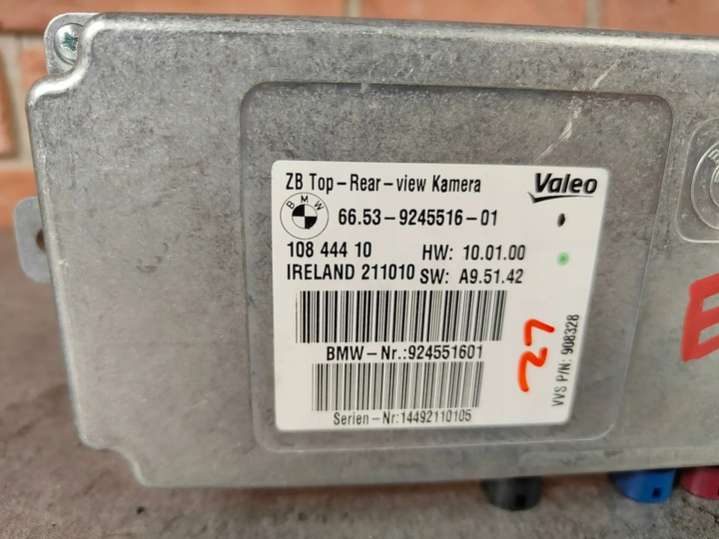 ZB Top-Rear-view Kamera
Valeo
BMW
66.53-9245516-01
108 444 10 HW: 10.01.00
IRELAND 211010 SW: A9.51.42
BMW-Nr.:924551601
Serien-Nr:14492110105
VVS P/N: 908328
27
E